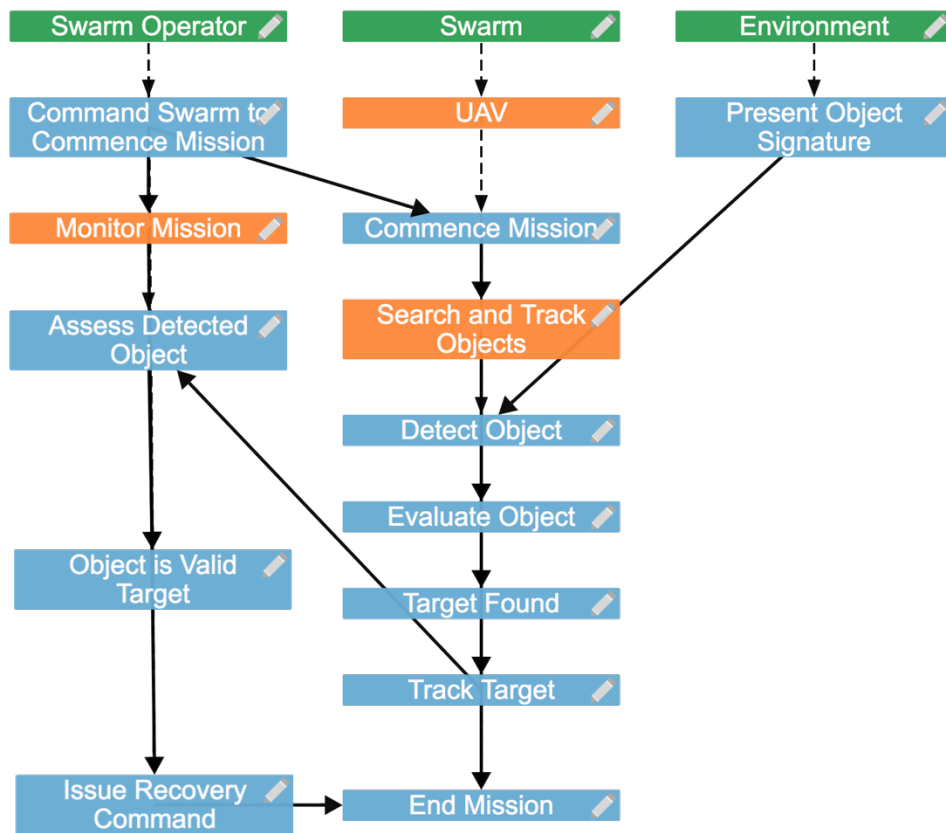 Swarm Operator
Swarm
Environment
Command Swarm to
Commence Mission
UAV
Present Object
Signature
Monitor Mission
Commence Mission
Assess Detected
Object
Search and Track
Objects
Detect Object
Evaluate Object
Object is Valid
Target
Target Found
Track Target
Issue Recovery
Command
End Mission